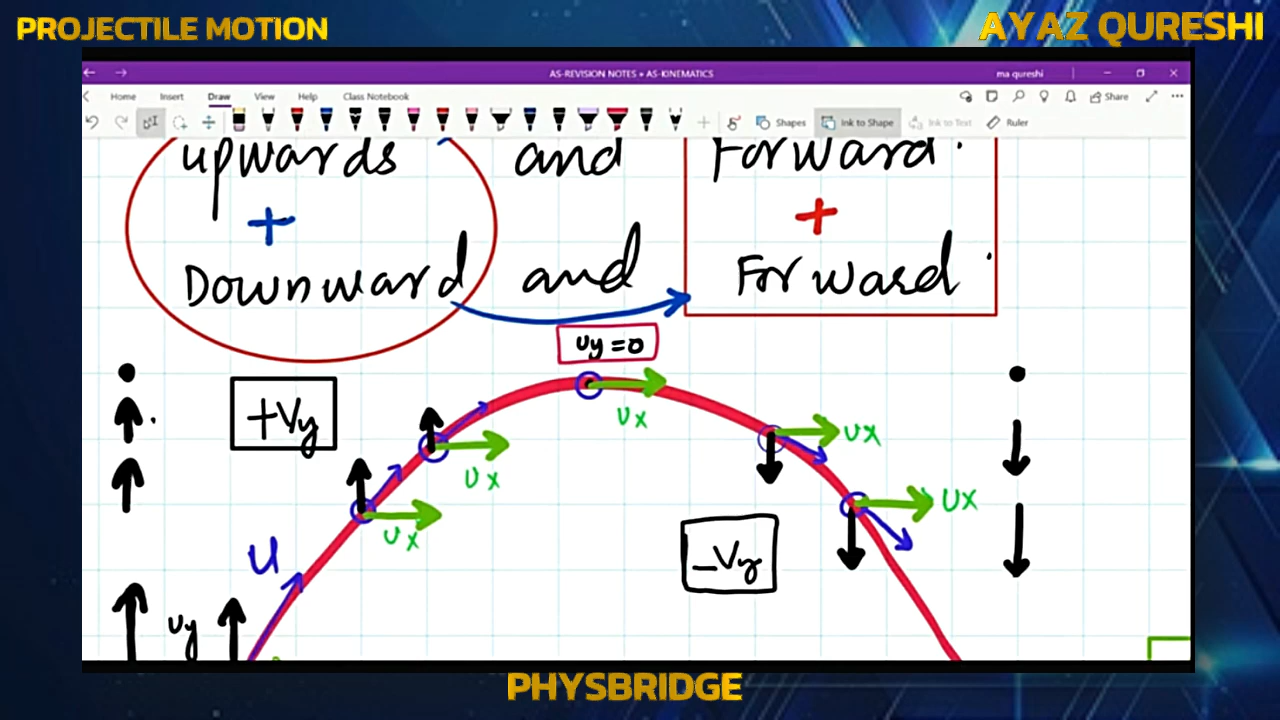 PROJECTILE MOTION
AYAZ QURESHI
AS-REVISION NOTES » AS-KINEMATICS
ma qureshi
Home Insert Draw View Help Class Notebook
Share
Shapes Ink to Shape Ink to Text Ruler
upwards and Forward.
+ +
Downward and Forward.
uy = 0
+Vy
ux
ux
ux
ux
ux
U
-Vy
uy
PHYSBRIDGE